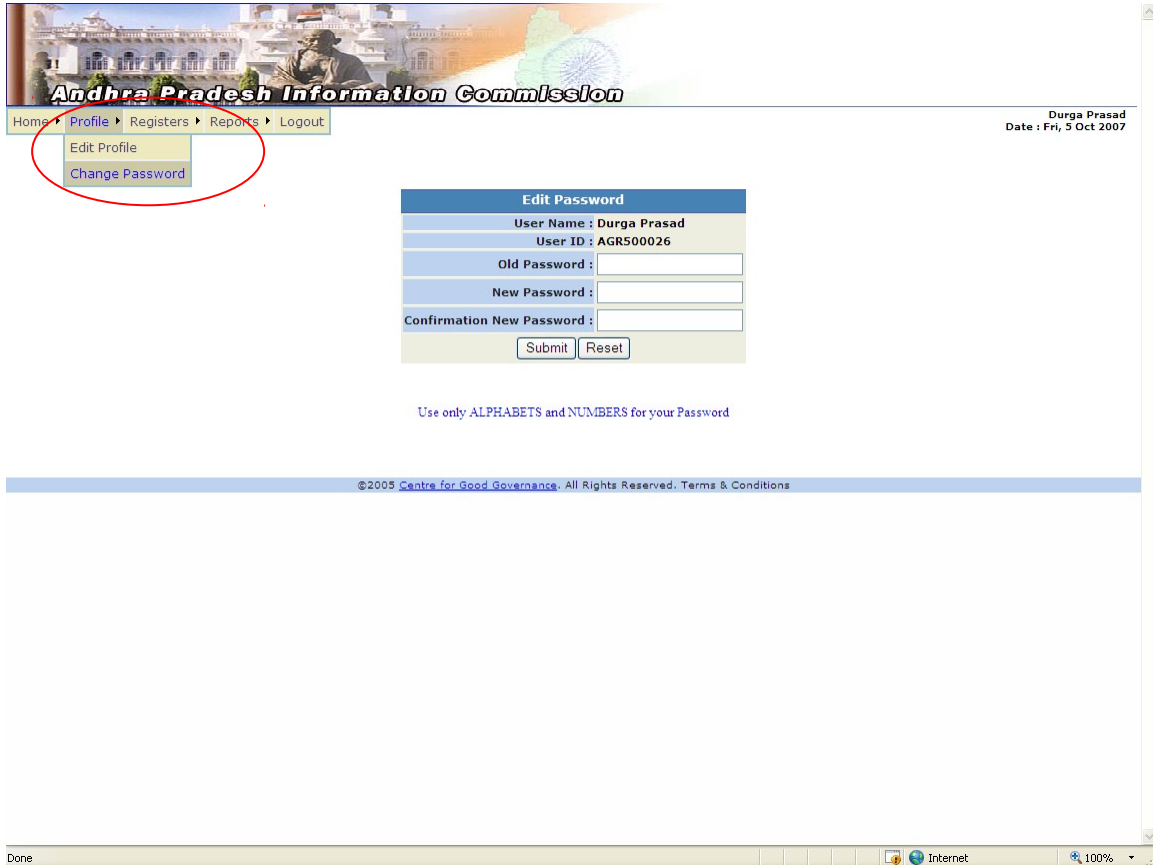 Andhra Pradesh Information Commission
Home Profile Registers Reports Logout
Durga Prasad
Date : Fri, 5 Oct 2007
Edit Profile
Change Password
Edit Password
User Name : Durga Prasad
User ID : AGR500026
Old Password :
New Password :
Confirmation New Password :
Submit Reset
Use only ALPHABETS and NUMBERS for your Password
©2005 Centre for Good Governance. All Rights Reserved. Terms & Conditions
Done Internet 100%